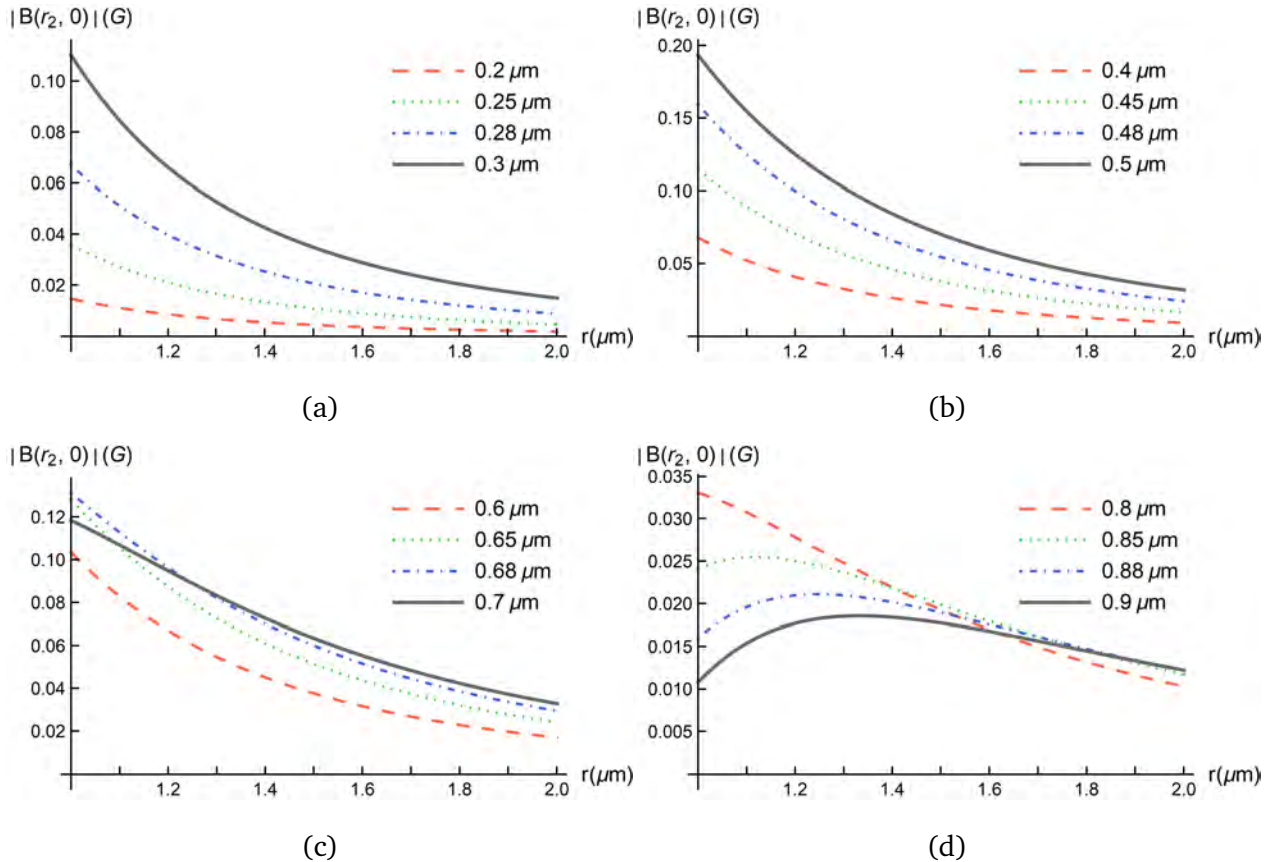 |B(r₂, 0)|(G)
0.10
0.08
0.06
0.04
0.02
1.2 1.4 1.6 1.8 2.0 r(μm)
0.2 μm
0.25 μm
0.28 μm
0.3 μm
(a)
|B(r₂, 0)|(G)
0.20
0.15
0.10
0.05
1.2 1.4 1.6 1.8 2.0 r(μm)
0.4 μm
0.45 μm
0.48 μm
0.5 μm
(b)
|B(r₂, 0)|(G)
0.12
0.10
0.08
0.06
0.04
0.02
1.2 1.4 1.6 1.8 2.0 r(μm)
0.6 μm
0.65 μm
0.68 μm
0.7 μm
(c)
|B(r₂, 0)|(G)
0.035
0.030
0.025
0.020
0.015
0.010
0.005
1.2 1.4 1.6 1.8 2.0 r(μm)
0.8 μm
0.85 μm
0.88 μm
0.9 μm
(d)